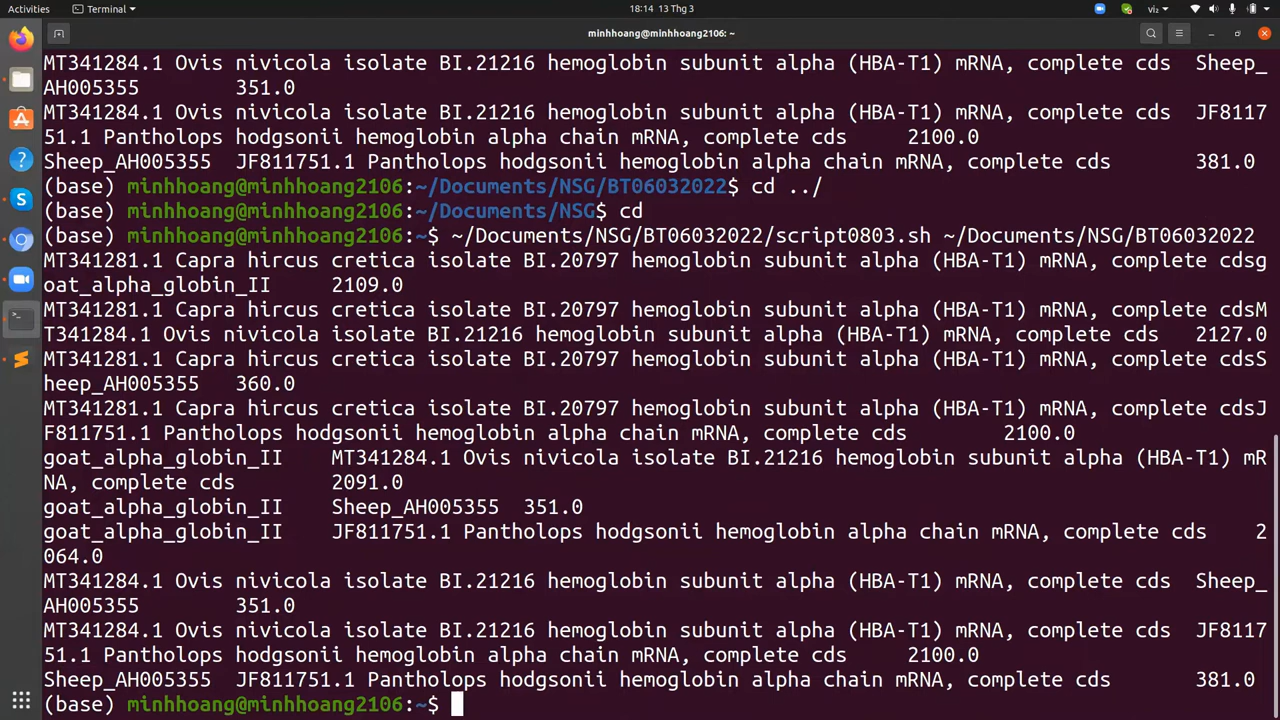 Activities Terminal 18:14 13 Thg 3 vi2
minhhoang@minhhoang2106: ~
MT341284.1 Ovis nivicola isolate BI.21216 hemoglobin subunit alpha (HBA-T1) mRNA, complete cds Sheep_
AH005355 351.0
MT341284.1 Ovis nivicola isolate BI.21216 hemoglobin subunit alpha (HBA-T1) mRNA, complete cds JF8117
51.1 Pantholops hodgsonii hemoglobin alpha chain mRNA, complete cds 2100.0
Sheep_AH005355 JF811751.1 Pantholops hodgsonii hemoglobin alpha chain mRNA, complete cds 381.0
(base) minhhoang@minhhoang2106:~/Documents/NSG/BT06032022$ cd ../
(base) minhhoang@minhhoang2106:~/Documents/NSG$ cd
(base) minhhoang@minhhoang2106:~$ ~/Documents/NSG/BT06032022/script0803.sh ~/Documents/NSG/BT06032022
MT341281.1 Capra hircus cretica isolate BI.20797 hemoglobin subunit alpha (HBA-T1) mRNA, complete cdsg
oat_alpha_globin_II 2109.0
MT341281.1 Capra hircus cretica isolate BI.20797 hemoglobin subunit alpha (HBA-T1) mRNA, complete cdsM
T341284.1 Ovis nivicola isolate BI.21216 hemoglobin subunit alpha (HBA-T1) mRNA, complete cds 2127.0
MT341281.1 Capra hircus cretica isolate BI.20797 hemoglobin subunit alpha (HBA-T1) mRNA, complete cdsS
heep_AH005355 360.0
MT341281.1 Capra hircus cretica isolate BI.20797 hemoglobin subunit alpha (HBA-T1) mRNA, complete cdsJ
F811751.1 Pantholops hodgsonii hemoglobin alpha chain mRNA, complete cds 2100.0
goat_alpha_globin_II MT341284.1 Ovis nivicola isolate BI.21216 hemoglobin subunit alpha (HBA-T1) mR
NA, complete cds 2091.0
goat_alpha_globin_II Sheep_AH005355 351.0
goat_alpha_globin_II JF811751.1 Pantholops hodgsonii hemoglobin alpha chain mRNA, complete cds 2
064.0
MT341284.1 Ovis nivicola isolate BI.21216 hemoglobin subunit alpha (HBA-T1) mRNA, complete cds Sheep_
AH005355 351.0
MT341284.1 Ovis nivicola isolate BI.21216 hemoglobin subunit alpha (HBA-T1) mRNA, complete cds JF8117
51.1 Pantholops hodgsonii hemoglobin alpha chain mRNA, complete cds 2100.0
Sheep_AH005355 JF811751.1 Pantholops hodgsonii hemoglobin alpha chain mRNA, complete cds 381.0
(base) minhhoang@minhhoang2106:~$